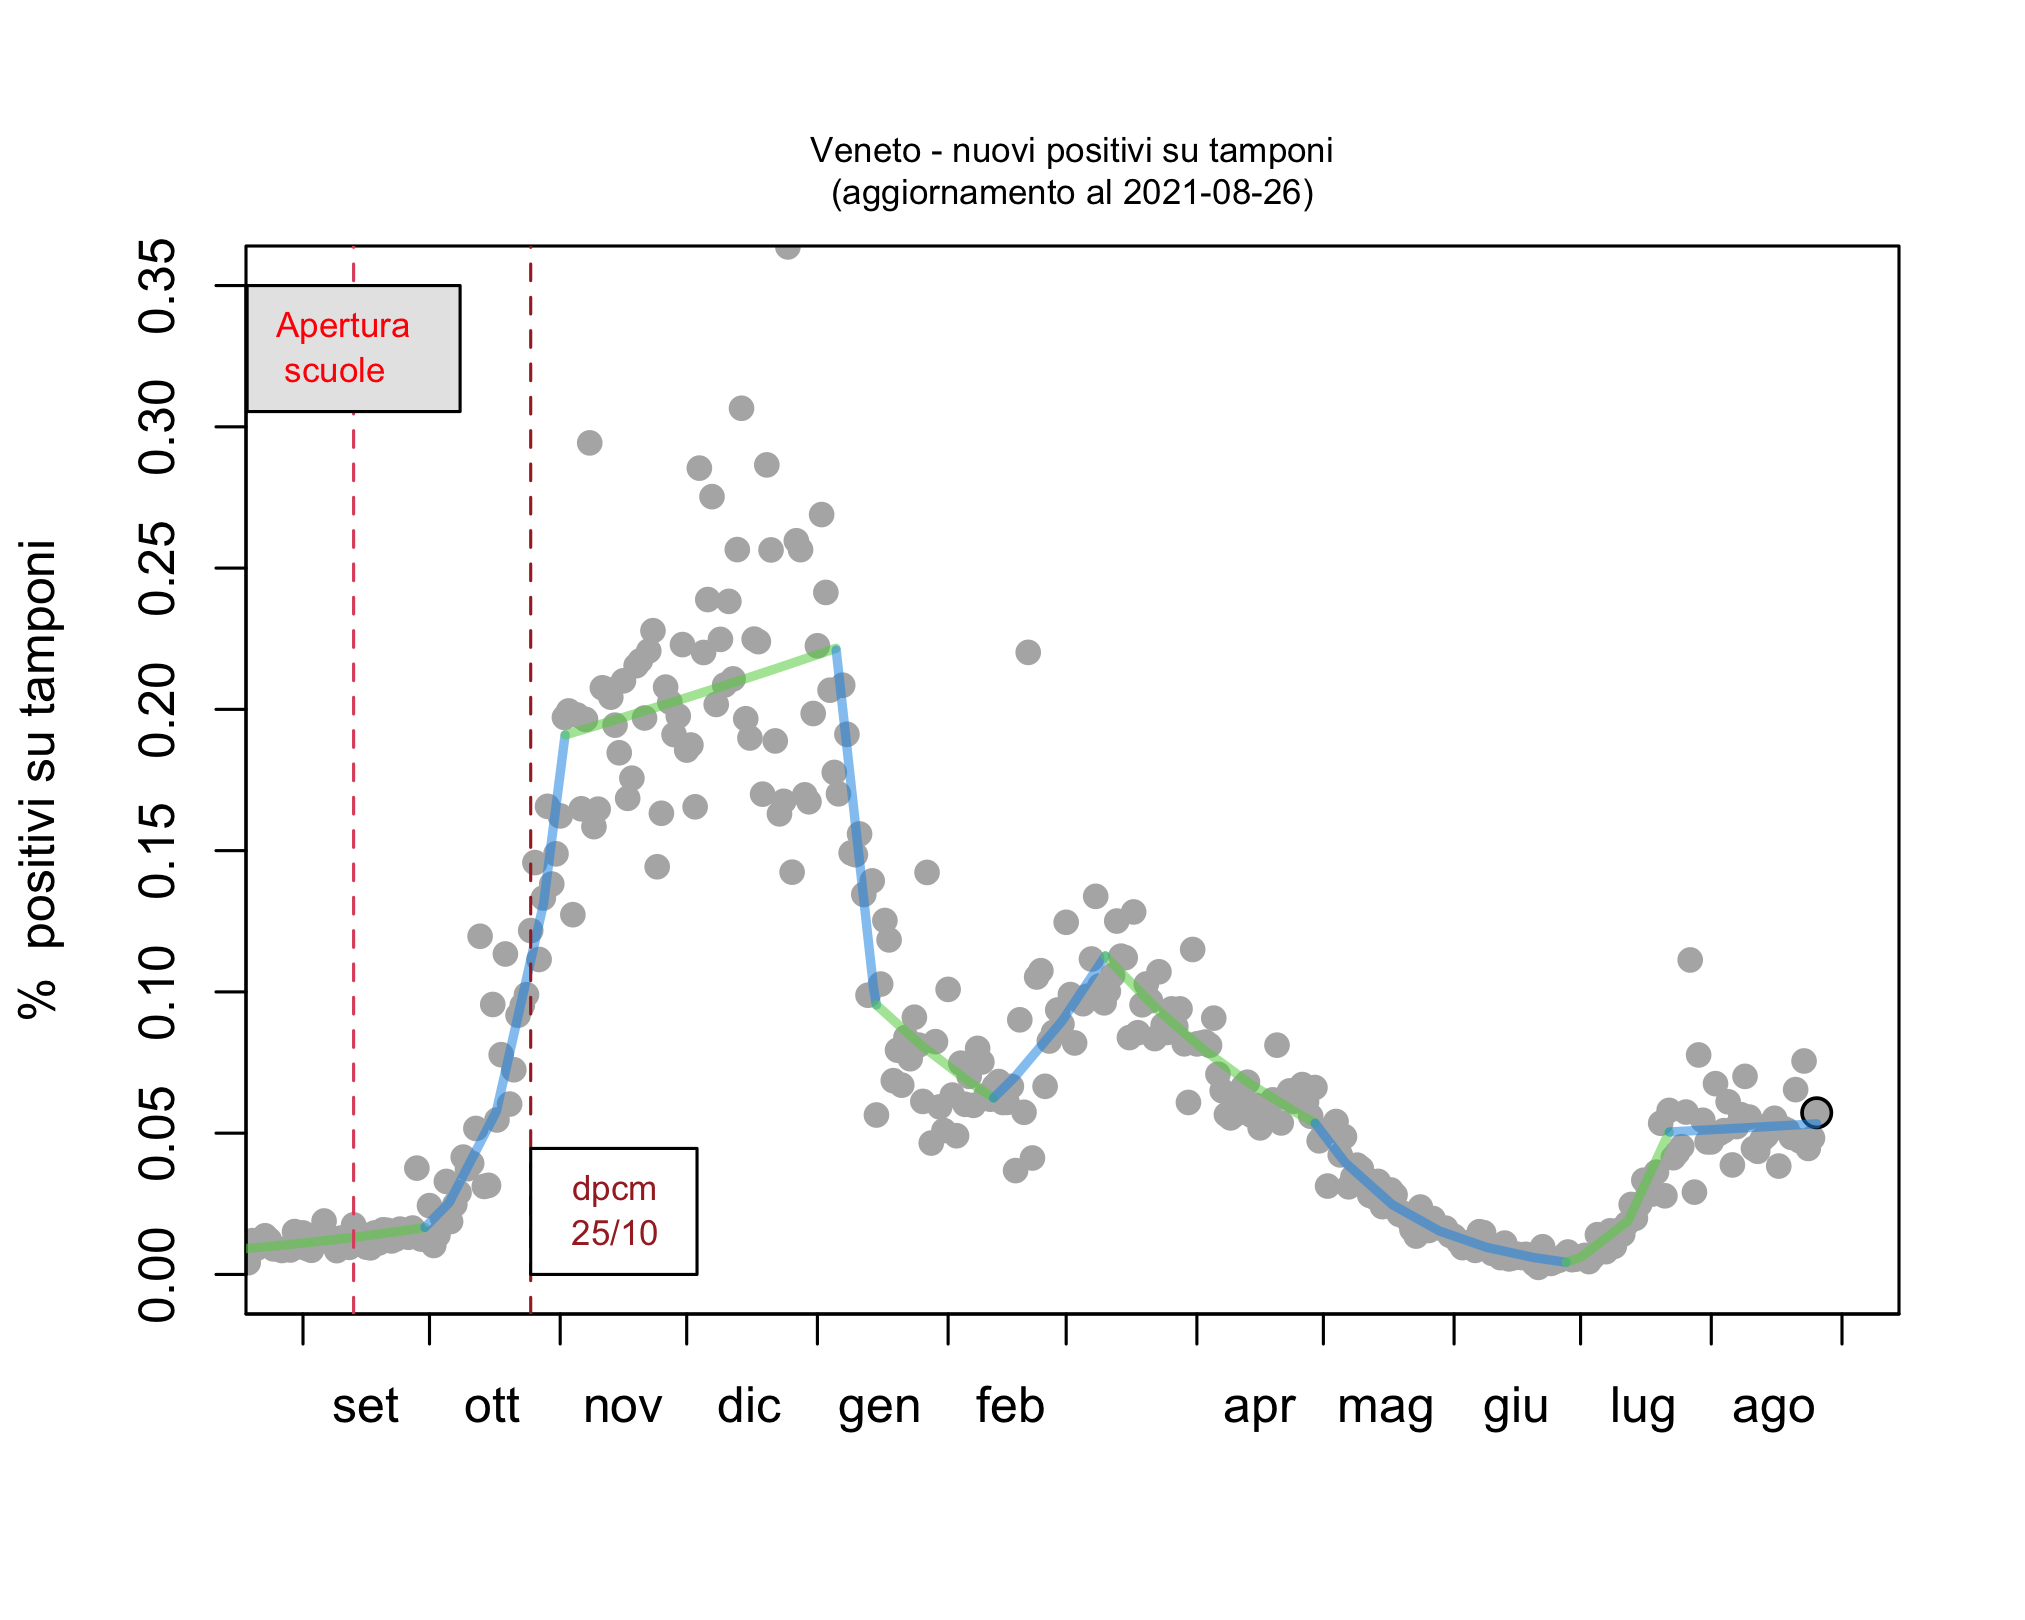 Veneto - nuovi positivi su tamponi
(aggiornamento al 2021-08-26)
% positivi su tamponi
0.35
0.30
0.25
0.20
0.15
0.10
0.05
0.00
Apertura
scuole
dpcm
25/10
set ott nov dic gen feb apr mag giu lug ago